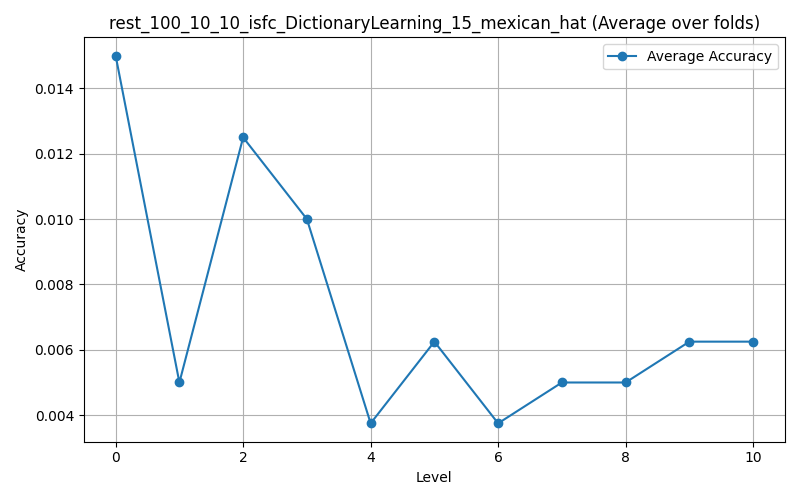 rest_100_10_10_isfc_DictionaryLearning_15_mexican_hat (Average over folds)
Average Accuracy
0.014
0.012
0.010
0.008
0.006
0.004
Accuracy
0 2 4 6 8 10
Level